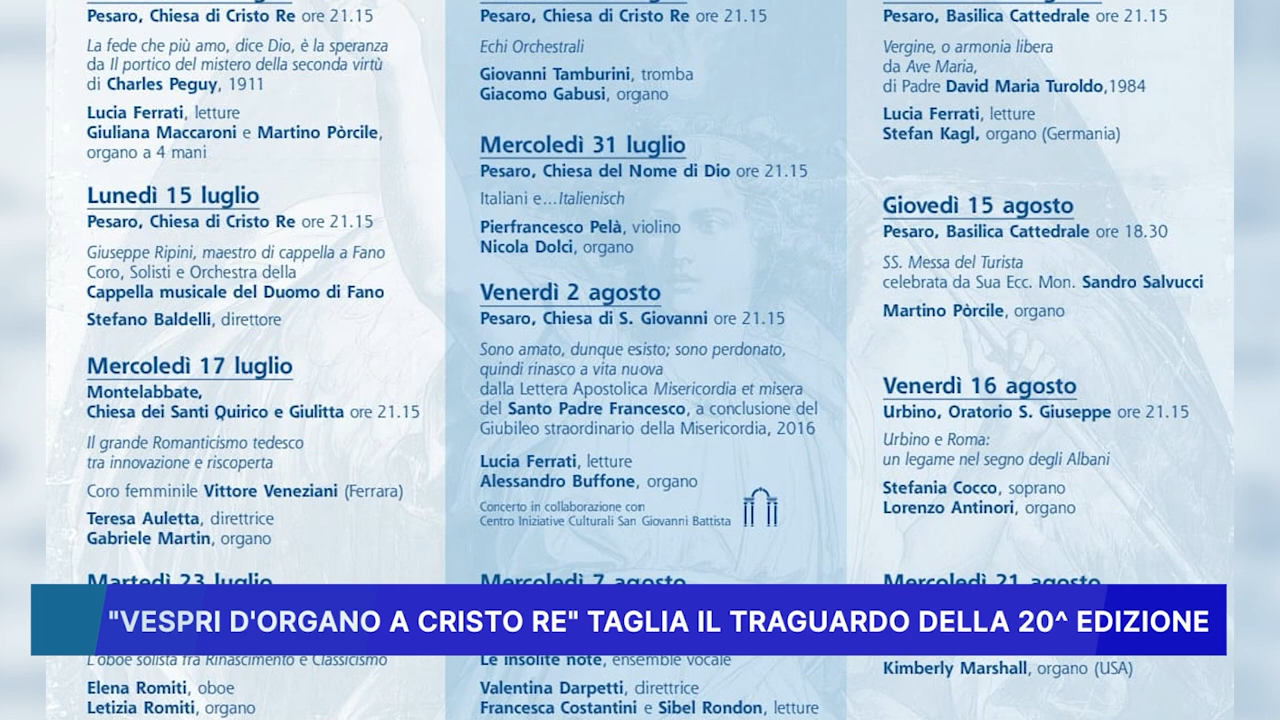 Pesaro, Chiesa di Cristo Re ore 21.15
La fede che più amo, dice Dio, è la speranza
da Il portico del mistero della seconda virtù
di Charles Peguy, 1911
Lucia Ferrati, letture
Giuliana Maccaroni e Martino Pòrcile,
organo a 4 mani
Lunedì 15 luglio
Pesaro, Chiesa di Cristo Re ore 21.15
Giuseppe Ripini, maestro di cappella a Fano
Coro, Solisti e Orchestra della
Cappella musicale del Duomo di Fano
Stefano Baldelli, direttore
Mercoledì 17 luglio
Montelabbate,
Chiesa dei Santi Quirico e Giulitta ore 21.15
Il grande Romanticismo tedesco
tra innovazione e riscoperta
Coro femminile Vittore Veneziani (Ferrara)
Teresa Auletta, direttrice
Gabriele Martin, organo
Martedì 23 luglio
L'oboe solista fra Rinascimento e Classicismo
Elena Romiti, oboe
Letizia Romiti, organo
Pesaro, Chiesa di Cristo Re ore 21.15
Echi Orchestrali
Giovanni Tamburini, tromba
Giacomo Gabusi, organo
Mercoledì 31 luglio
Pesaro, Chiesa del Nome di Dio ore 21.15
Italiani e...Italienisch
Pierfrancesco Pelà, violino
Nicola Dolci, organo
Venerdì 2 agosto
Pesaro, Chiesa di S. Giovanni ore 21.15
Sono amato, dunque esisto; sono perdonato,
quindi rinasco a vita nuova
dalla Lettera Apostolica Misericordia et misera
del Santo Padre Francesco, a conclusione del
Giubileo straordinario della Misericordia, 2016
Lucia Ferrati, letture
Alessandro Buffone, organo
Concerto in collaborazione con
Centro Iniziative Culturali San Giovanni Battista
Mercoledì 7 agosto
Le insolite note, ensemble vocale
Valentina Darpetti, direttrice
Francesca Costantini e Sibel Rondon, letture
Pesaro, Basilica Cattedrale ore 21.15
Vergine, o armonia libera
da Ave Maria,
di Padre David Maria Turoldo,1984
Lucia Ferrati, letture
Stefan Kagl, organo (Germania)
Giovedì 15 agosto
Pesaro, Basilica Cattedrale ore 18.30
SS. Messa del Turista
celebrata da Sua Ecc. Mon. Sandro Salvucci
Martino Pòrcile, organo
Venerdì 16 agosto
Urbino, Oratorio S. Giuseppe ore 21.15
Urbino e Roma:
un legame nel segno degli Albani
Stefania Cocco, soprano
Lorenzo Antinori, organo
Mercoledì 21 agosto
Kimberly Marshall, organo (USA)
"VESPRI D'ORGANO A CRISTO RE" TAGLIA IL TRAGUARDO DELLA 20^ EDIZIONE